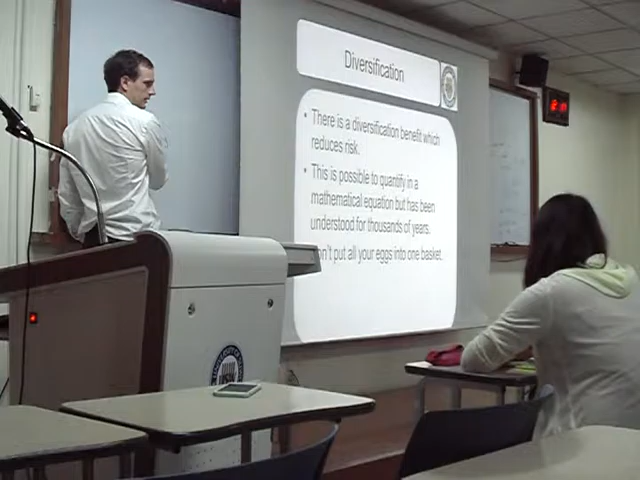 Diversification
• There is a diversification benefit which
reduces risk.
• This is possible to quantify in a
mathematical equation but has been
understood for thousands of years.
put all your eggs into one basket.